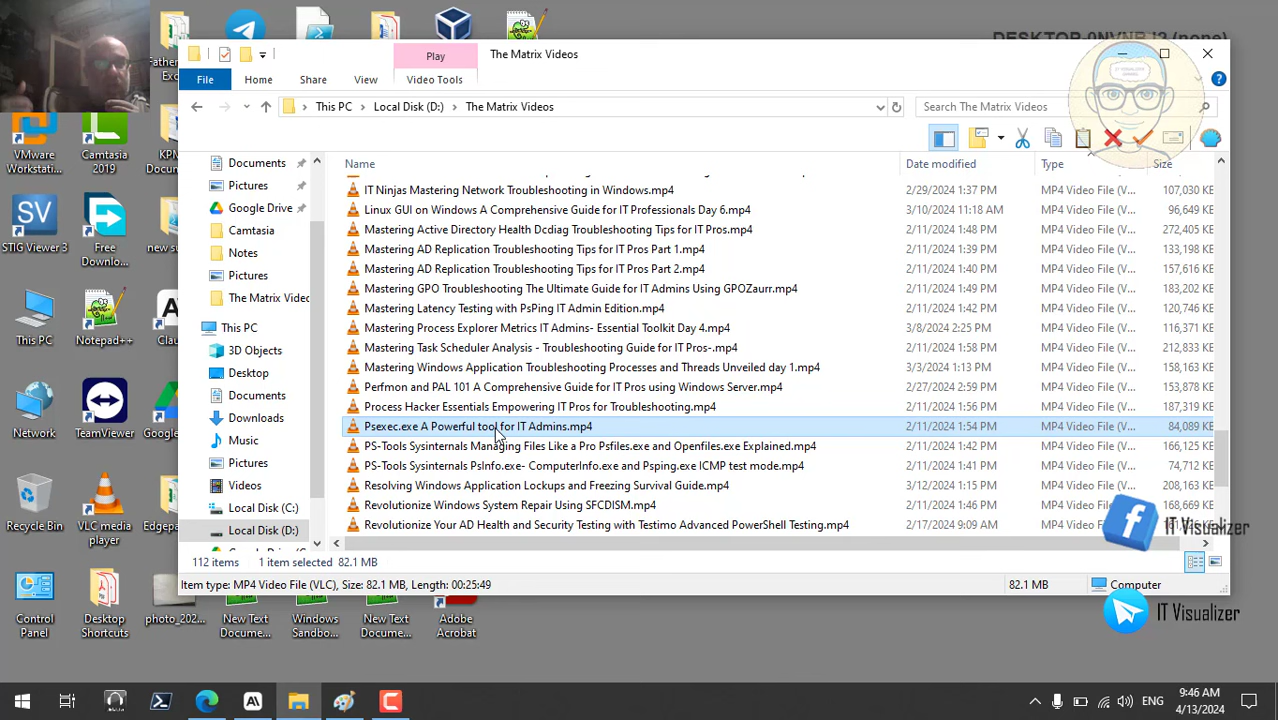 DESKTOP-0NVNBJ2 (none)
Play
The Matrix Videos
File
Home
Share
View
Video Tools
This PC
Local Disk (D:)
The Matrix Videos
Search The Matrix Videos
Name
Date modified
Type
Size
IT Ninjas Mastering Network Troubleshooting in Windows.mp4 2/29/2024 1:37 PM MP4 Video File (V... 107,030 KE
Linux GUI on Windows A Comprehensive Guide for IT Professionals Day 6.mp4 3/10/2024 11:18 AM MP4 Video File (V... 96,649 KE
Mastering Active Directory Health Dcdiag Troubleshooting Tips for IT Pros.mp4 2/11/2024 1:48 PM MP4 Video File (V... 272,405 KE
Mastering AD Replication Troubleshooting Tips for IT Pros Part 1.mp4 2/11/2024 1:39 PM MP4 Video File (V... 133,198 KE
Mastering AD Replication Troubleshooting Tips for IT Pros Part 2.mp4 2/11/2024 1:40 PM MP4 Video File (V... 157,616 KE
Mastering GPO Troubleshooting The Ultimate Guide for IT Admins Using GPOZaurr.mp4 2/11/2024 1:49 PM MP4 Video File (V... 183,202 KE
Mastering Latency Testing with PsPing IT Admin Edition.mp4 2/11/2024 1:42 PM MP4 Video File (V... 120,746 KE
Mastering Process Explorer Metrics IT Admins- Essential Toolkit Day 4.mp4 3/8/2024 2:25 PM MP4 Video File (V... 116,371 KE
Mastering Task Scheduler Analysis - Troubleshooting Guide for IT Pros-.mp4 2/11/2024 1:58 PM MP4 Video File (V... 212,833 KE
Mastering Windows Application Troubleshooting Processes and Threads Unveiled day 1.mp4 3/3/2024 1:13 PM MP4 Video File (V... 158,163 KE
Perfmon and PAL 101 A Comprehensive Guide for IT Pros using Windows Server.mp4 2/27/2024 2:59 PM MP4 Video File (V... 153,878 KE
Process Hacker Essentials Empowering IT Pros for Troubleshooting.mp4 2/11/2024 1:56 PM MP4 Video File (V... 187,319 KE
Psexec.exe A Powerful tool for IT Admins.mp4 2/11/2024 1:54 PM MP4 Video File (V... 84,089 KE
PS-Tools Sysinternals Managing Files Like a Pro Psfiles.exe and Openfiles.exe Explained.mp4 2/11/2024 1:42 PM MP4 Video File (V... 166,125 KE
PS-Tools Sysinternals PsInfo.exe- ComputerInfo.exe and Psping.exe ICMP test mode.mp4 2/11/2024 1:41 PM MP4 Video File (V... 74,712 KE
Resolving Windows Application Lockups and Freezing Survival Guide.mp4 3/12/2024 1:15 PM MP4 Video File (V... 208,163 KE
Revolutionize Windows System Repair Using SFCDISM.mp4 2/11/2024 1:55 PM MP4 Video File (V... 168,669 KE
Revolutionize Your AD Health and Security Testing with Testimo Advanced PowerShell Testing.mp4 2/17/2024 9:09 AM MP4 Video File (V...
Documents
Pictures
Google Drive
Camtasia
Notes
Pictures
The Matrix Videc
This PC
3D Objects
Desktop
Documents
Downloads
Music
Pictures
Videos
Local Disk (C:)
Local Disk (D:)
112 items
1 item selected 82.1 MB
Item type: MP4 Video File (VLC), Size: 82.1 MB, Length: 00:25:49
82.1 MB
Computer
IT Visualizer
IT Visualizer
VMware
Workstati...
Camtasia
2019
STIG Viewer 3
Free
Downlo...
This PC
Notepad++
Network
TeamViewer
Recycle Bin
VLC media
player
Control
Panel
Desktop
Shortcuts
photo_202...
New Text
Docume...
Windows
Sandbo...
New Text
Docume...
Adobe
Acrobat
ENG
9:46 AM
4/13/2024